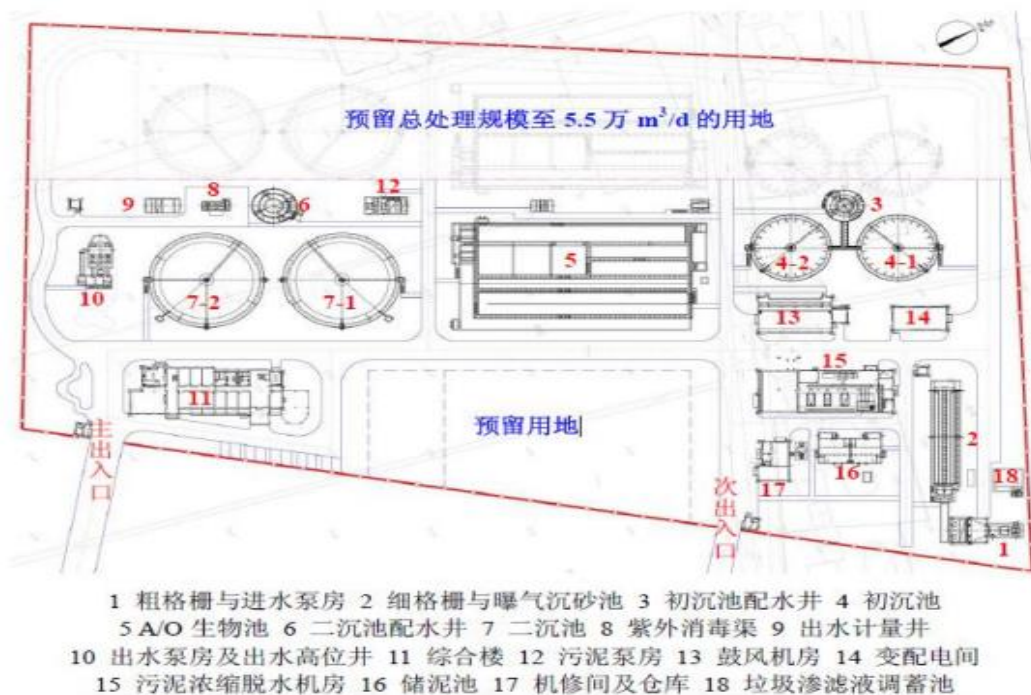 预留总处理规模至 5.5 万 m³/d 的用地
12
9
8
6
3
5
4-2
4-1
10
7-2
7-1
13
14
15
11
2
预留用地
主出入口
16
17
18
次出入口
1
1 粗格栅与进水泵房 2 细格栅与曝气沉砂池 3 初沉池配水井 4 初沉池
5 A/O 生物池 6 二沉池配水井 7 二沉池 8 紫外消毒渠 9 出水计量井
10 出水泵房及出水高位井 11 综合楼 12 污泥泵房 13 鼓风机房 14 变配电间
15 污泥浓缩脱水机房 16 储泥池 17 机修间及仓库 18 垃圾渗滤液调蓄池